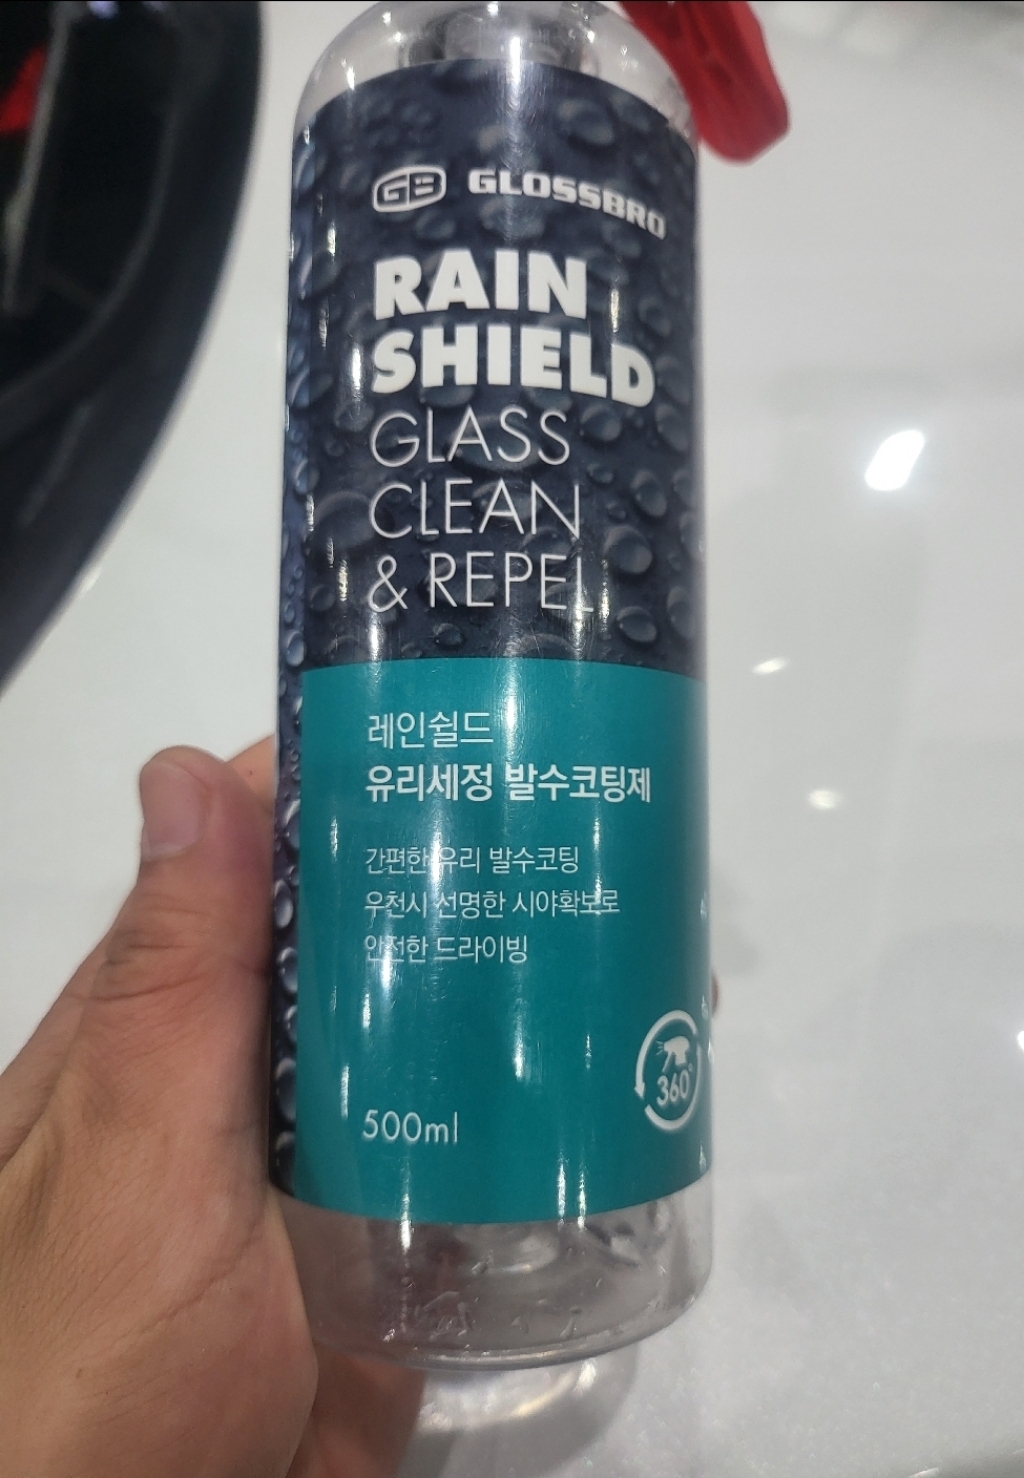 GB GLOSSBRO
RAIN
SHIELD
GLASS
CLEAN
& REPEL
레인쉴드
유리세정 발수코팅제
간편한 유리 발수코팅
우천시 선명한 시야확보로
안전한 드라이빙
360°
500ml